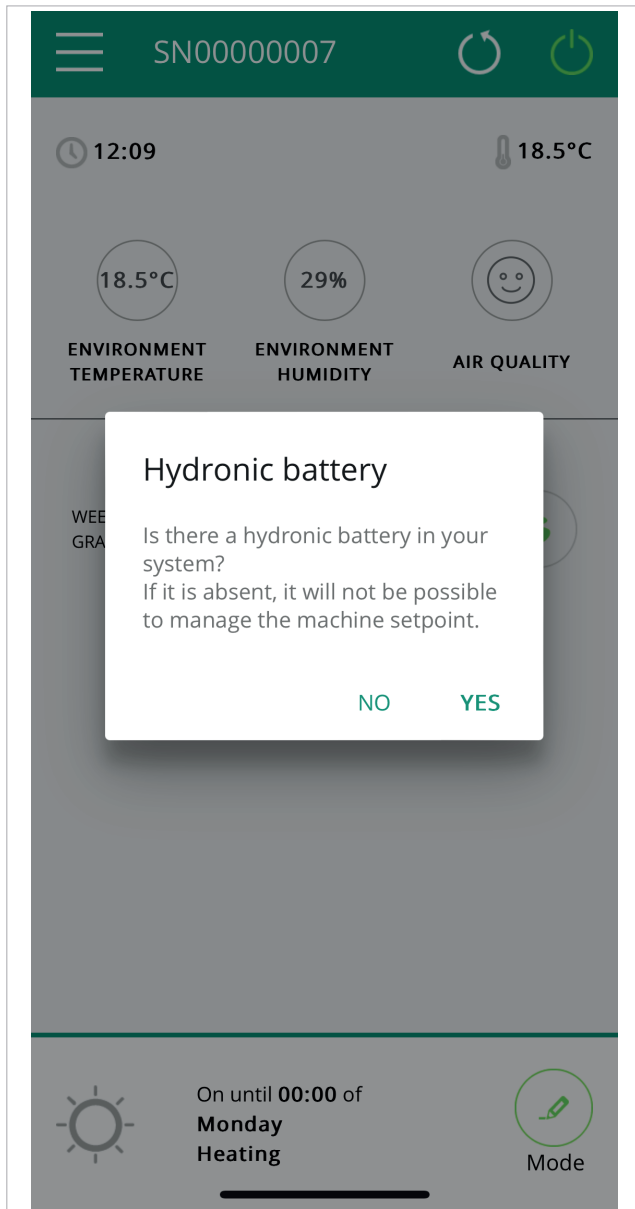 SN00000007
12:09
18.5°C
18.5°C
29%
ENVIRONMENT
TEMPERATURE
ENVIRONMENT
HUMIDITY
AIR QUALITY
WEE
GRA
Hydronic battery
Is there a hydronic battery in your
system?
If it is absent, it will not be possible
to manage the machine setpoint.
NO
YES
On until 00:00 of
Monday
Heating
Mode